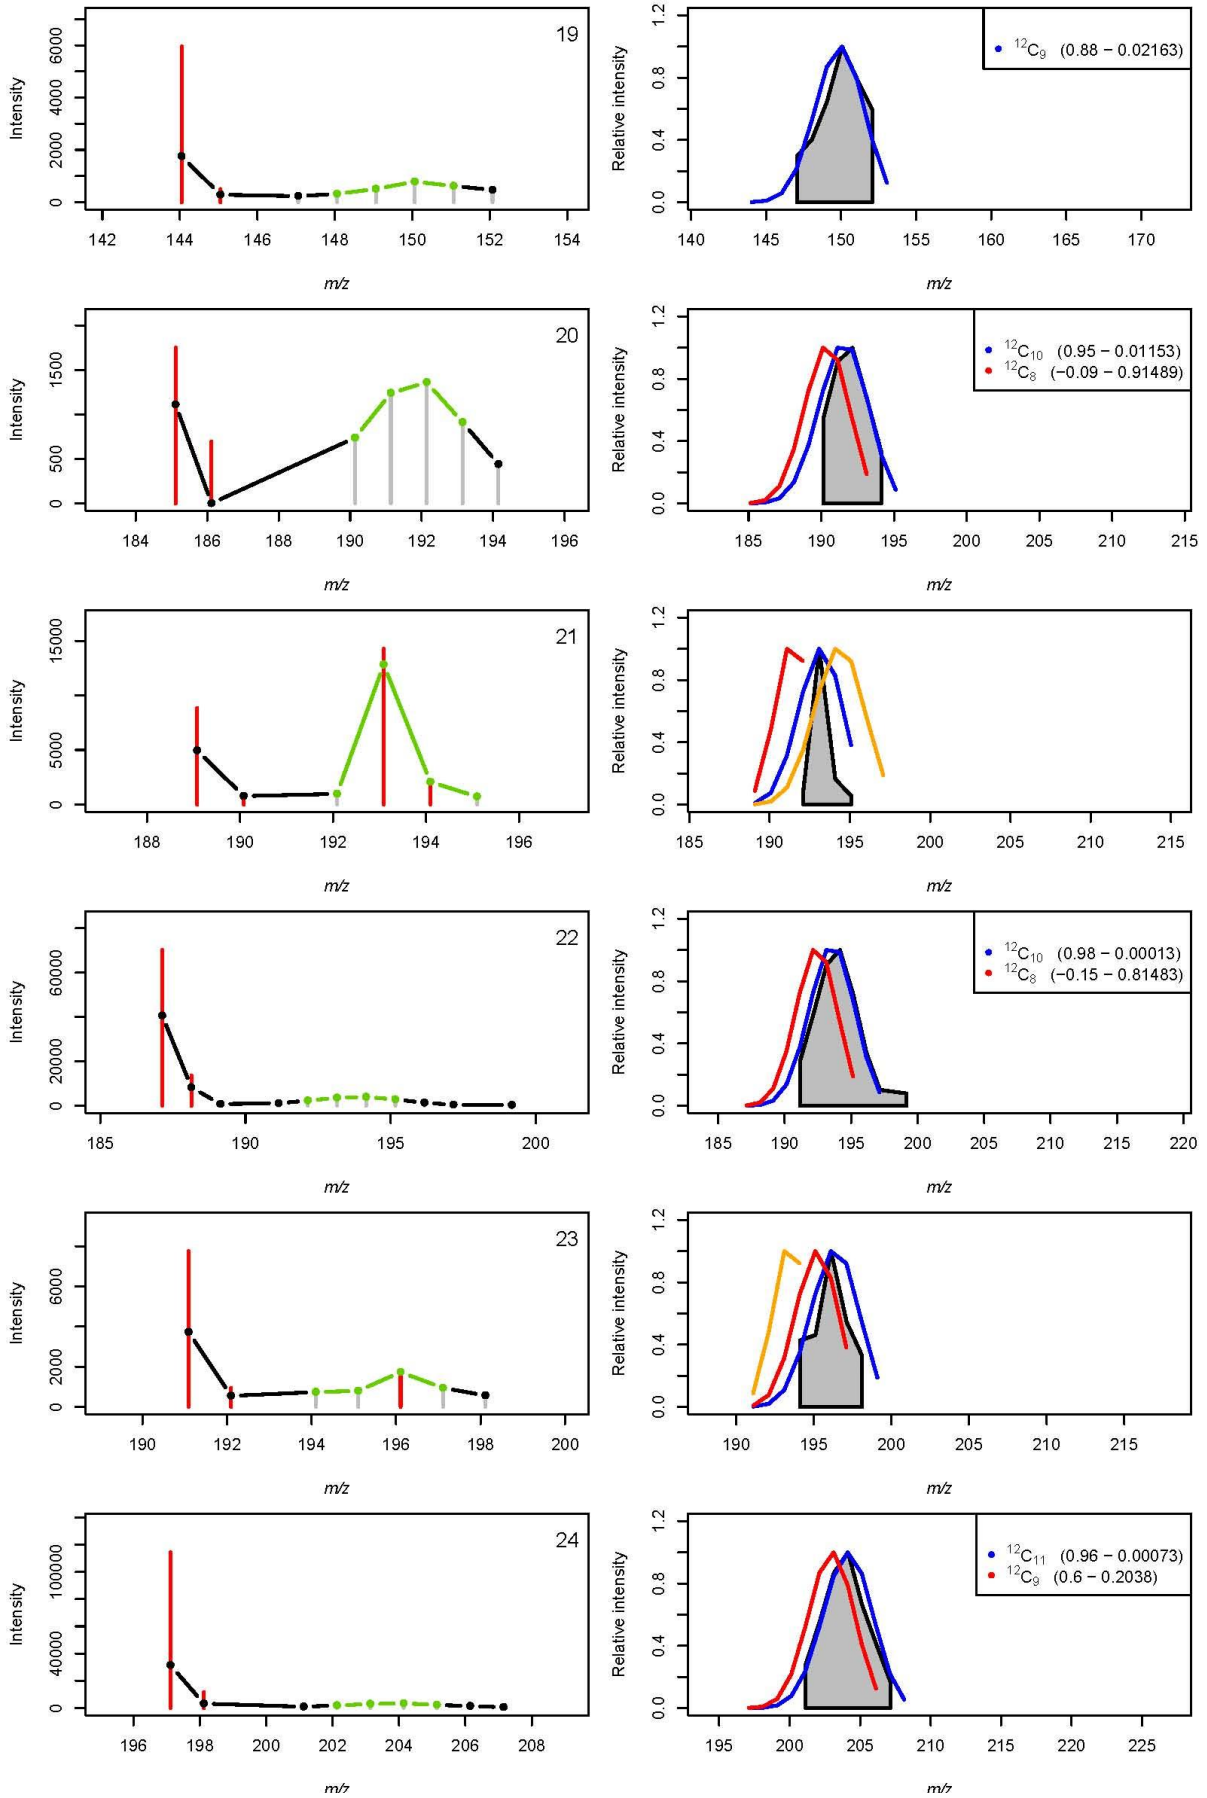 19
Intensity
0 2000 4000 6000
142 144 146 148 150 152 154
m/z
Relative intensity
0.0 0.4 0.8 1.2
¹²C₉ (0.88 − 0.02163)
140 145 150 155 160 165 170
m/z
20
Intensity
0 500 1500
184 186 188 190 192 194 196
m/z
Relative intensity
0.0 0.4 0.8 1.2
¹²C₁₀ (0.95 − 0.01153)
¹²C₈ (−0.09 − 0.91489)
185 190 195 200 205 210 215
m/z
21
Intensity
0 5000 15000
188 190 192 194 196
m/z
Relative intensity
0.0 0.4 0.8 1.2
185 190 195 200 205 210 215
m/z
22
Intensity
0 20000 60000
185 190 195 200
m/z
Relative intensity
0.0 0.4 0.8 1.2
¹²C₁₀ (0.98 − 0.00013)
¹²C₈ (−0.15 − 0.81483)
185 190 195 200 205 210 215 220
m/z
23
Intensity
0 2000 6000
190 192 194 196 198 200
m/z
Relative intensity
0.0 0.4 0.8 1.2
190 195 200 205 210 215
m/z
24
Intensity
0 40000 100000
196 198 200 202 204 206 208
m/z
Relative intensity
0.0 0.4 0.8 1.2
¹²C₁₁ (0.96 − 0.00073)
¹²C₉ (0.6 − 0.2038)
195 200 205 210 215 220 225
m/z